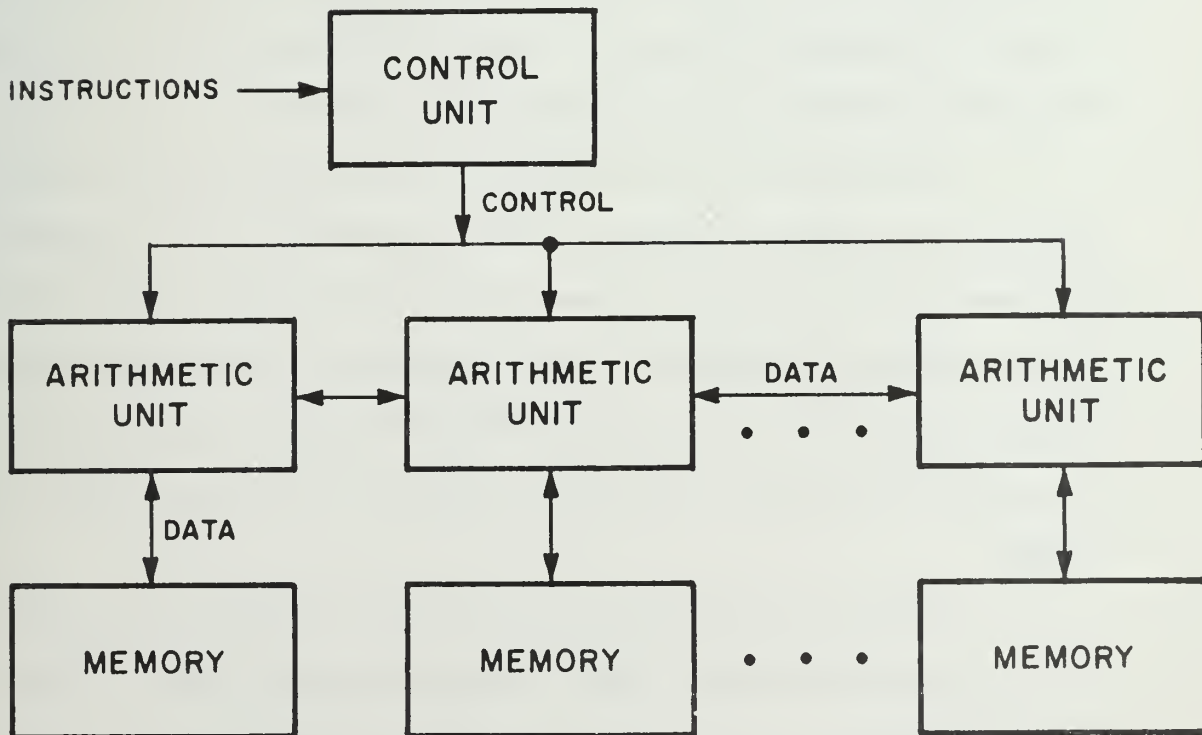 CONTROL
UNIT
INSTRUCTIONS
CONTROL
ARITHMETIC
UNIT
ARITHMETIC
UNIT
DATA
ARITHMETIC
UNIT
DATA
MEMORY
MEMORY
MEMORY